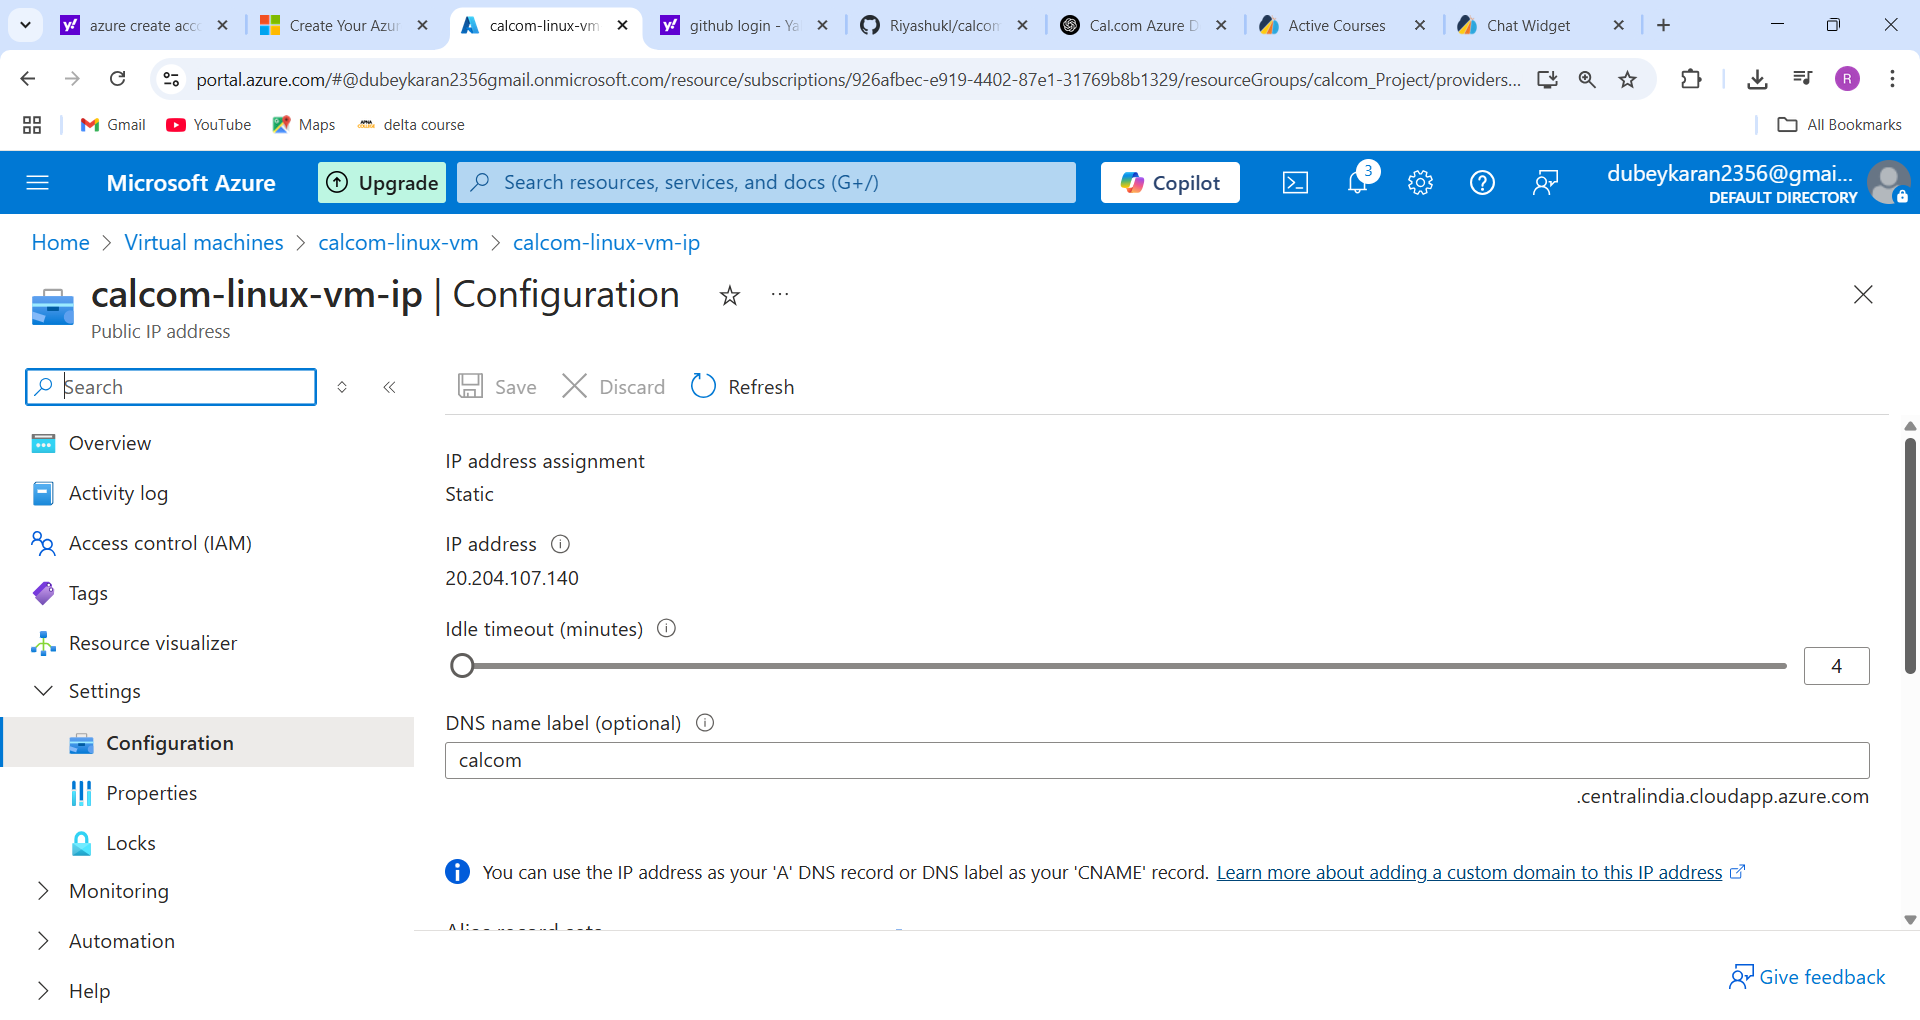 azure create acc
Create Your Azur
calcom-linux-vm
github login - Ya
Riyashukl/calcom
Cal.com Azure D
Active Courses
Chat Widget
portal.azure.com/#@dubeykaran2356gmail.onmicrosoft.com/resource/subscriptions/926afbec-e919-4402-87e1-31769b8b1329/resourceGroups/calcom_Project/providers...
R
Gmail
YouTube
Maps
delta course
All Bookmarks
Microsoft Azure
Upgrade
Search resources, services, and docs (G+/)
Copilot
3
dubeykaran2356@gmai...
DEFAULT DIRECTORY
Home > Virtual machines > calcom-linux-vm > calcom-linux-vm-ip
calcom-linux-vm-ip | Configuration
Public IP address
Search
Save
Discard
Refresh
Overview
Activity log
Access control (IAM)
Tags
Resource visualizer
Settings
Configuration
Properties
Locks
Monitoring
Automation
Help
IP address assignment
Static
IP address
20.204.107.140
Idle timeout (minutes)
4
DNS name label (optional)
calcom
.centralindia.cloudapp.azure.com
You can use the IP address as your 'A' DNS record or DNS label as your 'CNAME' record. Learn more about adding a custom domain to this IP address
Alias record sets
Give feedback